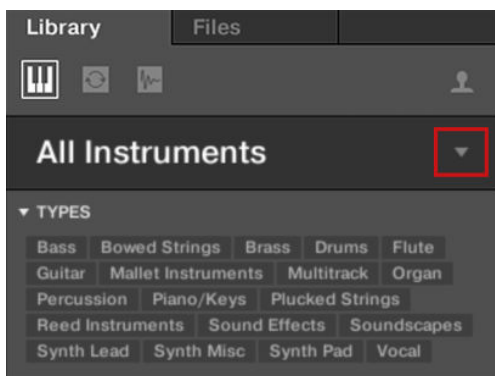 Library Files
All Instruments
TYPES
Bass Bowed Strings Brass Drums Flute
Guitar Mallet Instruments Multitrack Organ
Percussion Piano/Keys Plucked Strings
Reed Instruments Sound Effects Soundscapes
Synth Lead Synth Misc Synth Pad Vocal